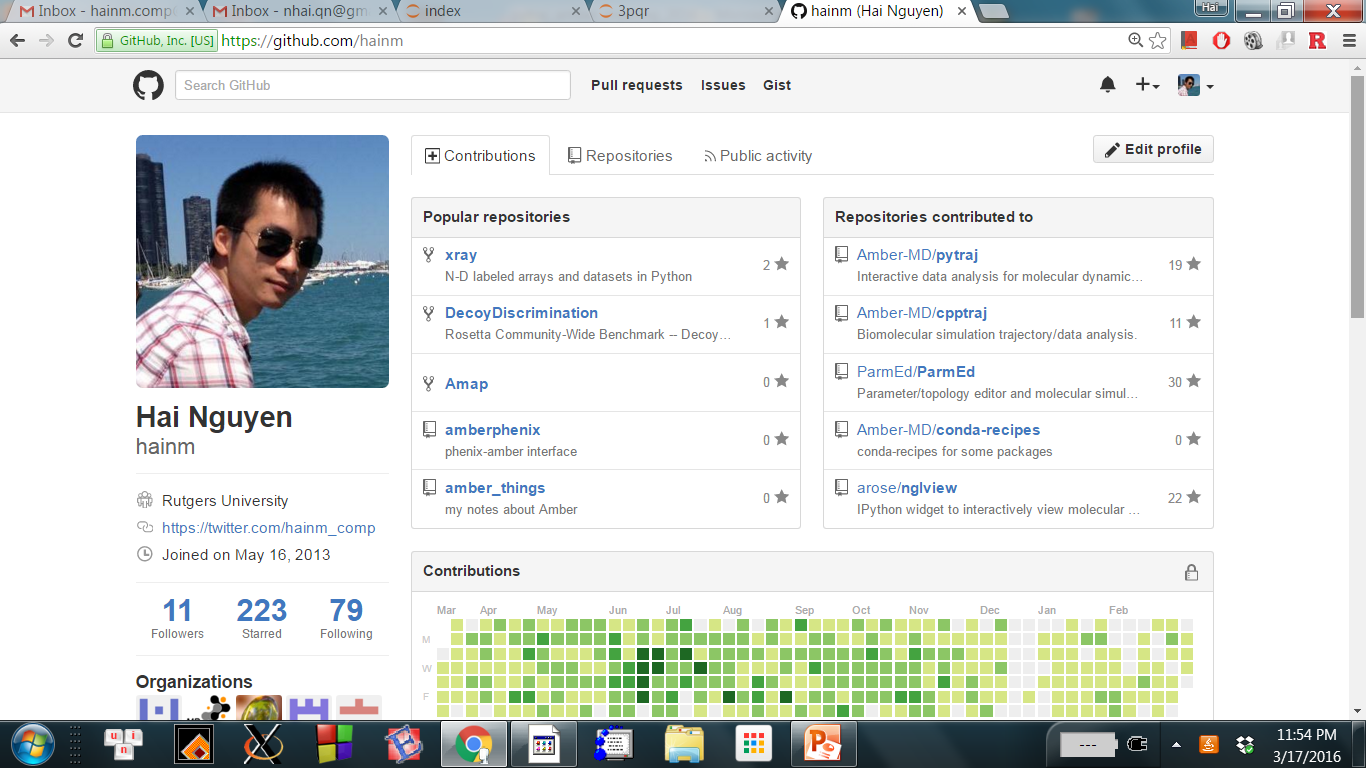 Inbox - hainm.comp
Inbox - nhai.qn@gm
index
3pqr
hainm (Hai Nguyen)
Hai
GitHub, Inc. [US]
https://github.com/hainm
Search GitHub
Pull requests
Issues
Gist
Contributions
Repositories
Public activity
Edit profile
Popular repositories
xray
N-D labeled arrays and datasets in Python
2
DecoyDiscrimination
Rosetta Community-Wide Benchmark -- Decoy…
1
Amap
0
amberphenix
phenix-amber interface
0
amber_things
my notes about Amber
0
Repositories contributed to
Amber-MD/pytraj
Interactive data analysis for molecular dynamic…
19
Amber-MD/cpptraj
Biomolecular simulation trajectory/data analysis.
11
ParmEd/ParmEd
Parameter/topology editor and molecular simul…
30
Amber-MD/conda-recipes
conda-recipes for some packages
0
arose/nglview
IPython widget to interactively view molecular …
22
Hai Nguyen
hainm
Rutgers University
https://twitter.com/hainm_comp
Joined on May 16, 2013
11 223 79
Followers Starred Following
Organizations
Contributions
Mar Apr May Jun Jul Aug Sep Oct Nov Dec Jan Feb
M
W
F
u i n
---
11:54 PM
3/17/2016